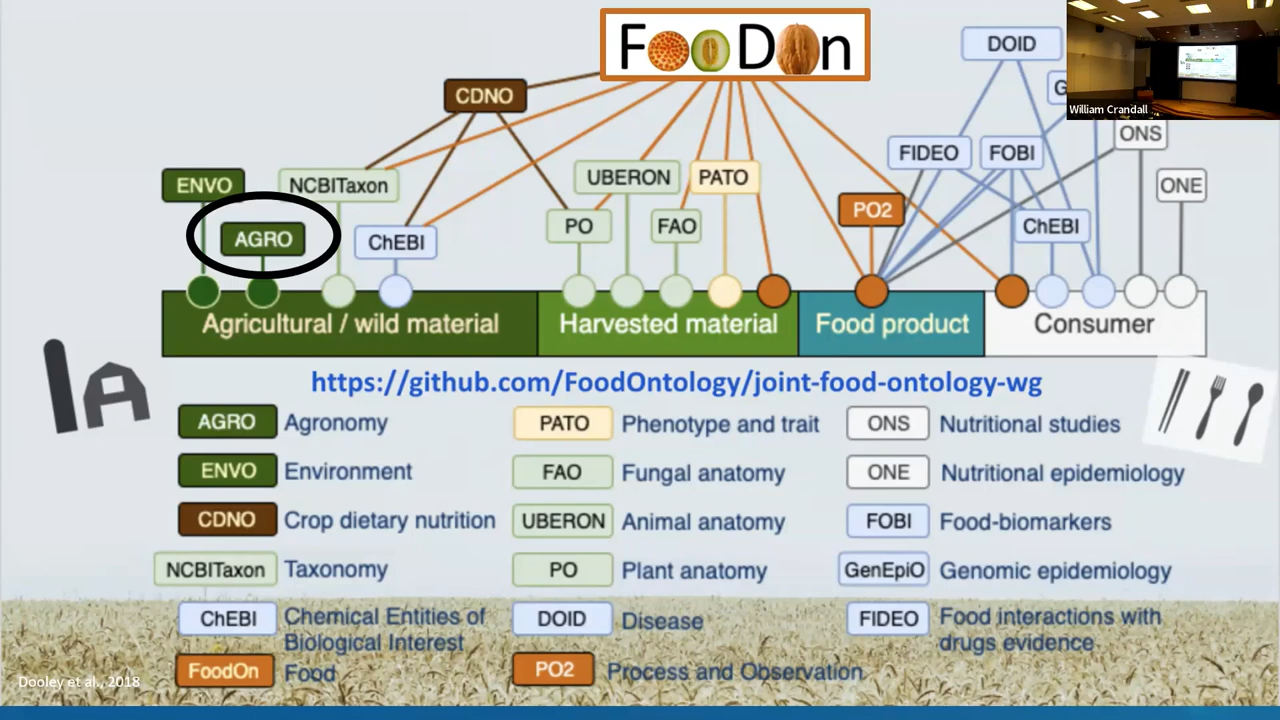 FooDOn
DOID
CDNO
G
William Crandall
ONS
FIDEO
FOBI
ENVO
NCBITaxon
UBERON
PATO
ONE
PO2
AGRO
ChEBI
PO
FAO
ChEBI
Agricultural / wild material
Harvested material
Food product
Consumer
https://github.com/FoodOntology/joint-food-ontology-wg
AGRO Agronomy
PATO Phenotype and trait
ONS Nutritional studies
ENVO Environment
FAO Fungal anatomy
ONE Nutritional epidemiology
CDNO Crop dietary nutrition
UBERON Animal anatomy
FOBI Food-biomarkers
NCBITaxon Taxonomy
PO Plant anatomy
GenEpiO Genomic epidemiology
ChEBI Chemical Entities of
Biological Interest
DOID Disease
FIDEO Food interactions with
drugs evidence
FoodOn Food
PO2 Process and Observation
Dooley et al., 2018